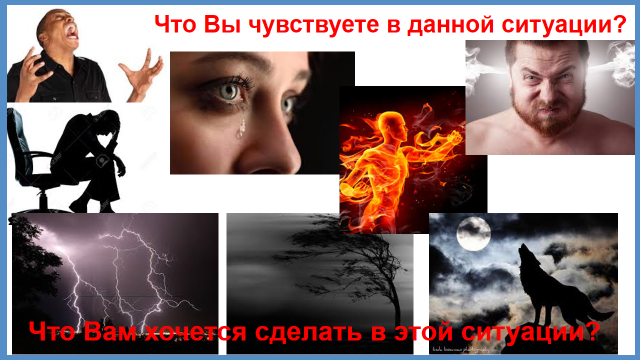 Что Вы чувствуете в данной ситуации?
Что Вам хочется сделать в этой ситуации?